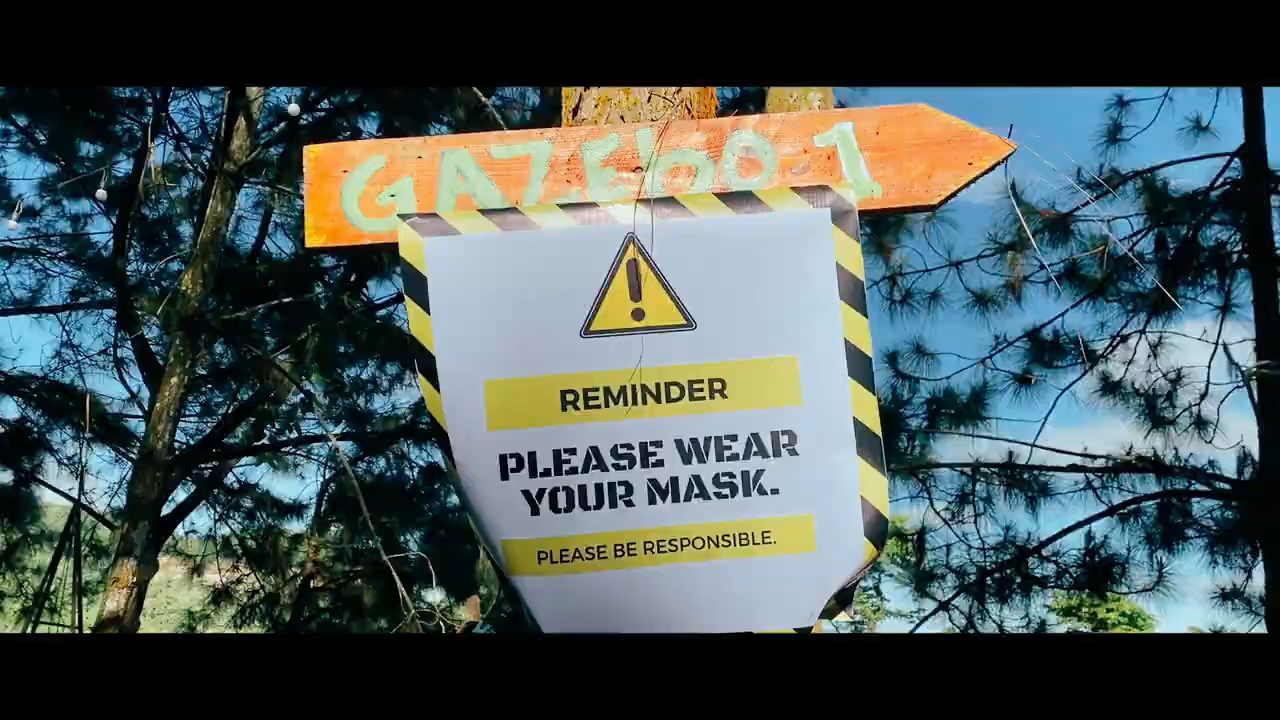 GAZEbo-1
REMINDER
PLEASE WEAR
YOUR MASK.
PLEASE BE RESPONSIBLE.